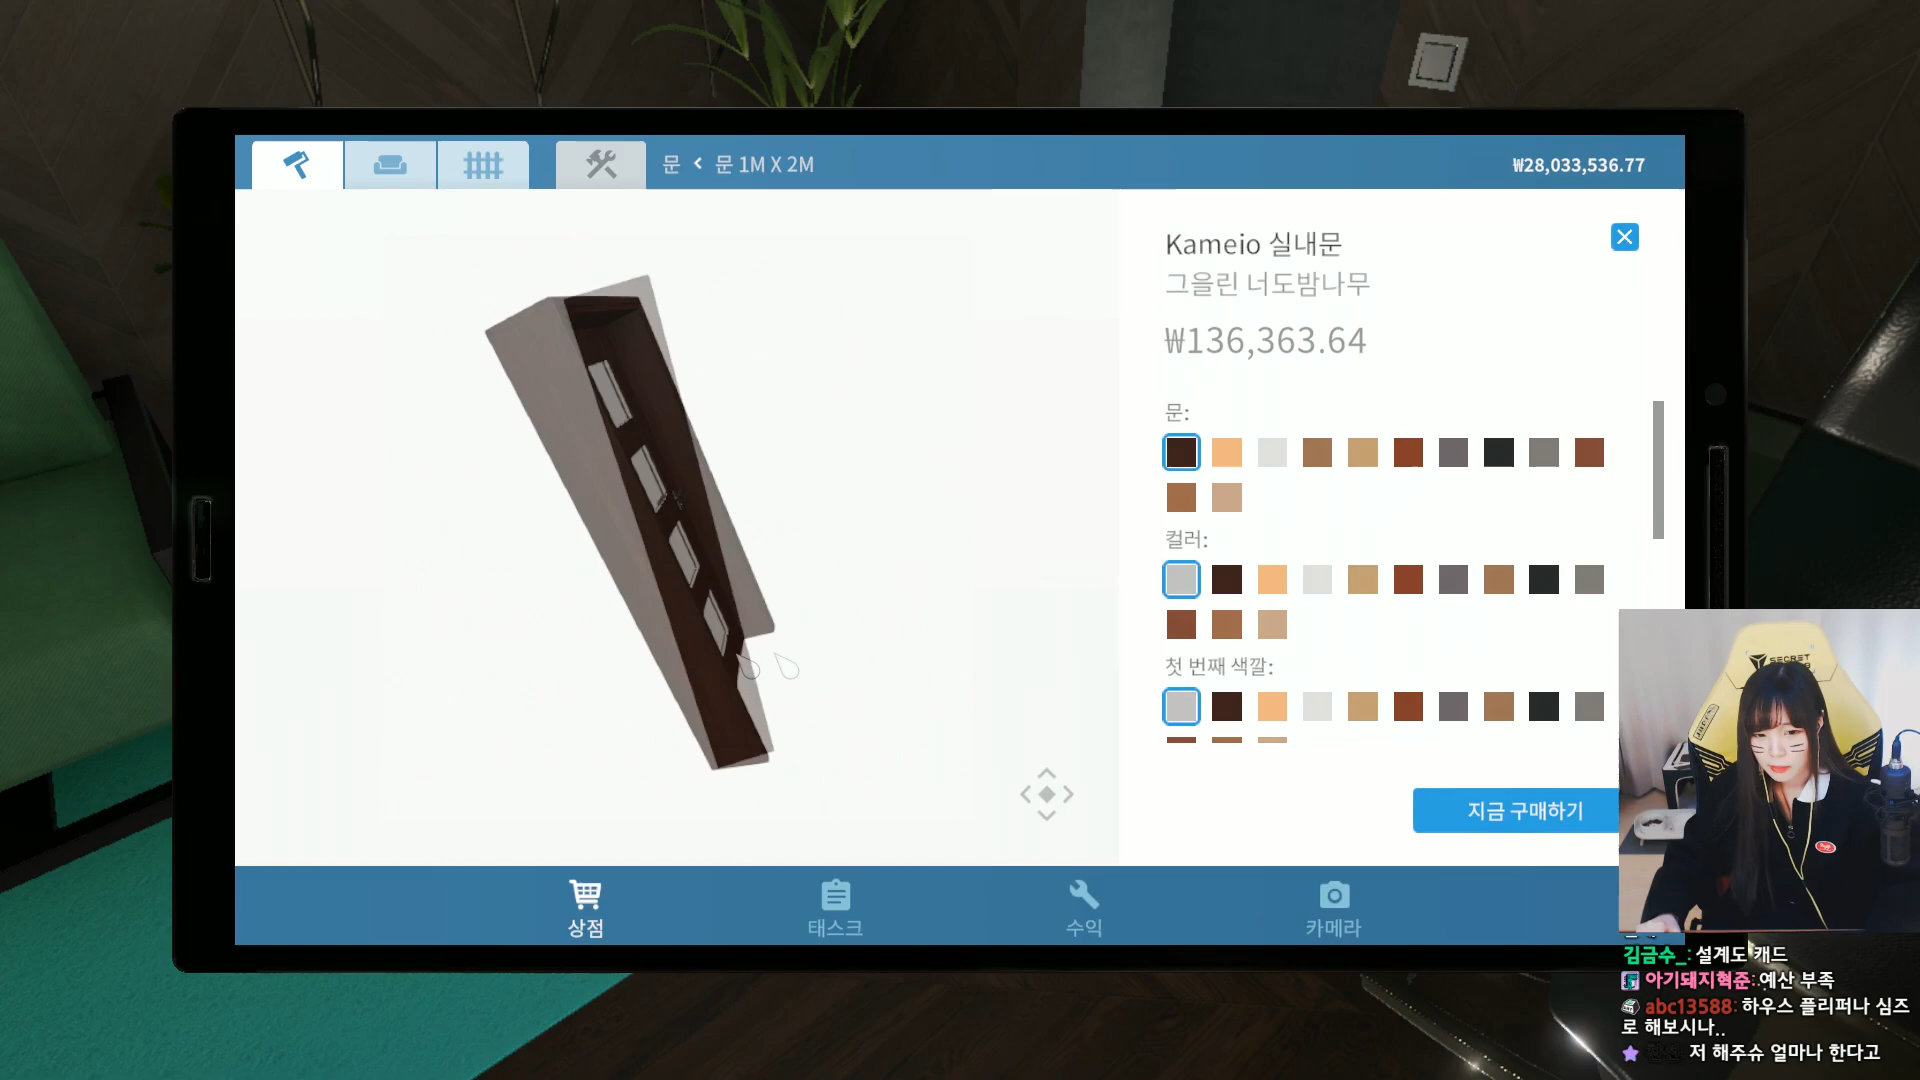 문 < 문 1M X 2M
₩28,033,536.77
Kameio 실내문
그을린 너도밤나무
₩136,363.64
문:
컬러:
첫 번째 색깔:
지금 구매하기
상점
태스크
수익
카메라
SECRET
김금수_: 설계도 캐드
아기돼지혁준: 예산 부족
abc13588: 하우스 플리퍼나 심즈
로 해보시나..
저 해주슈 얼마나 한다고